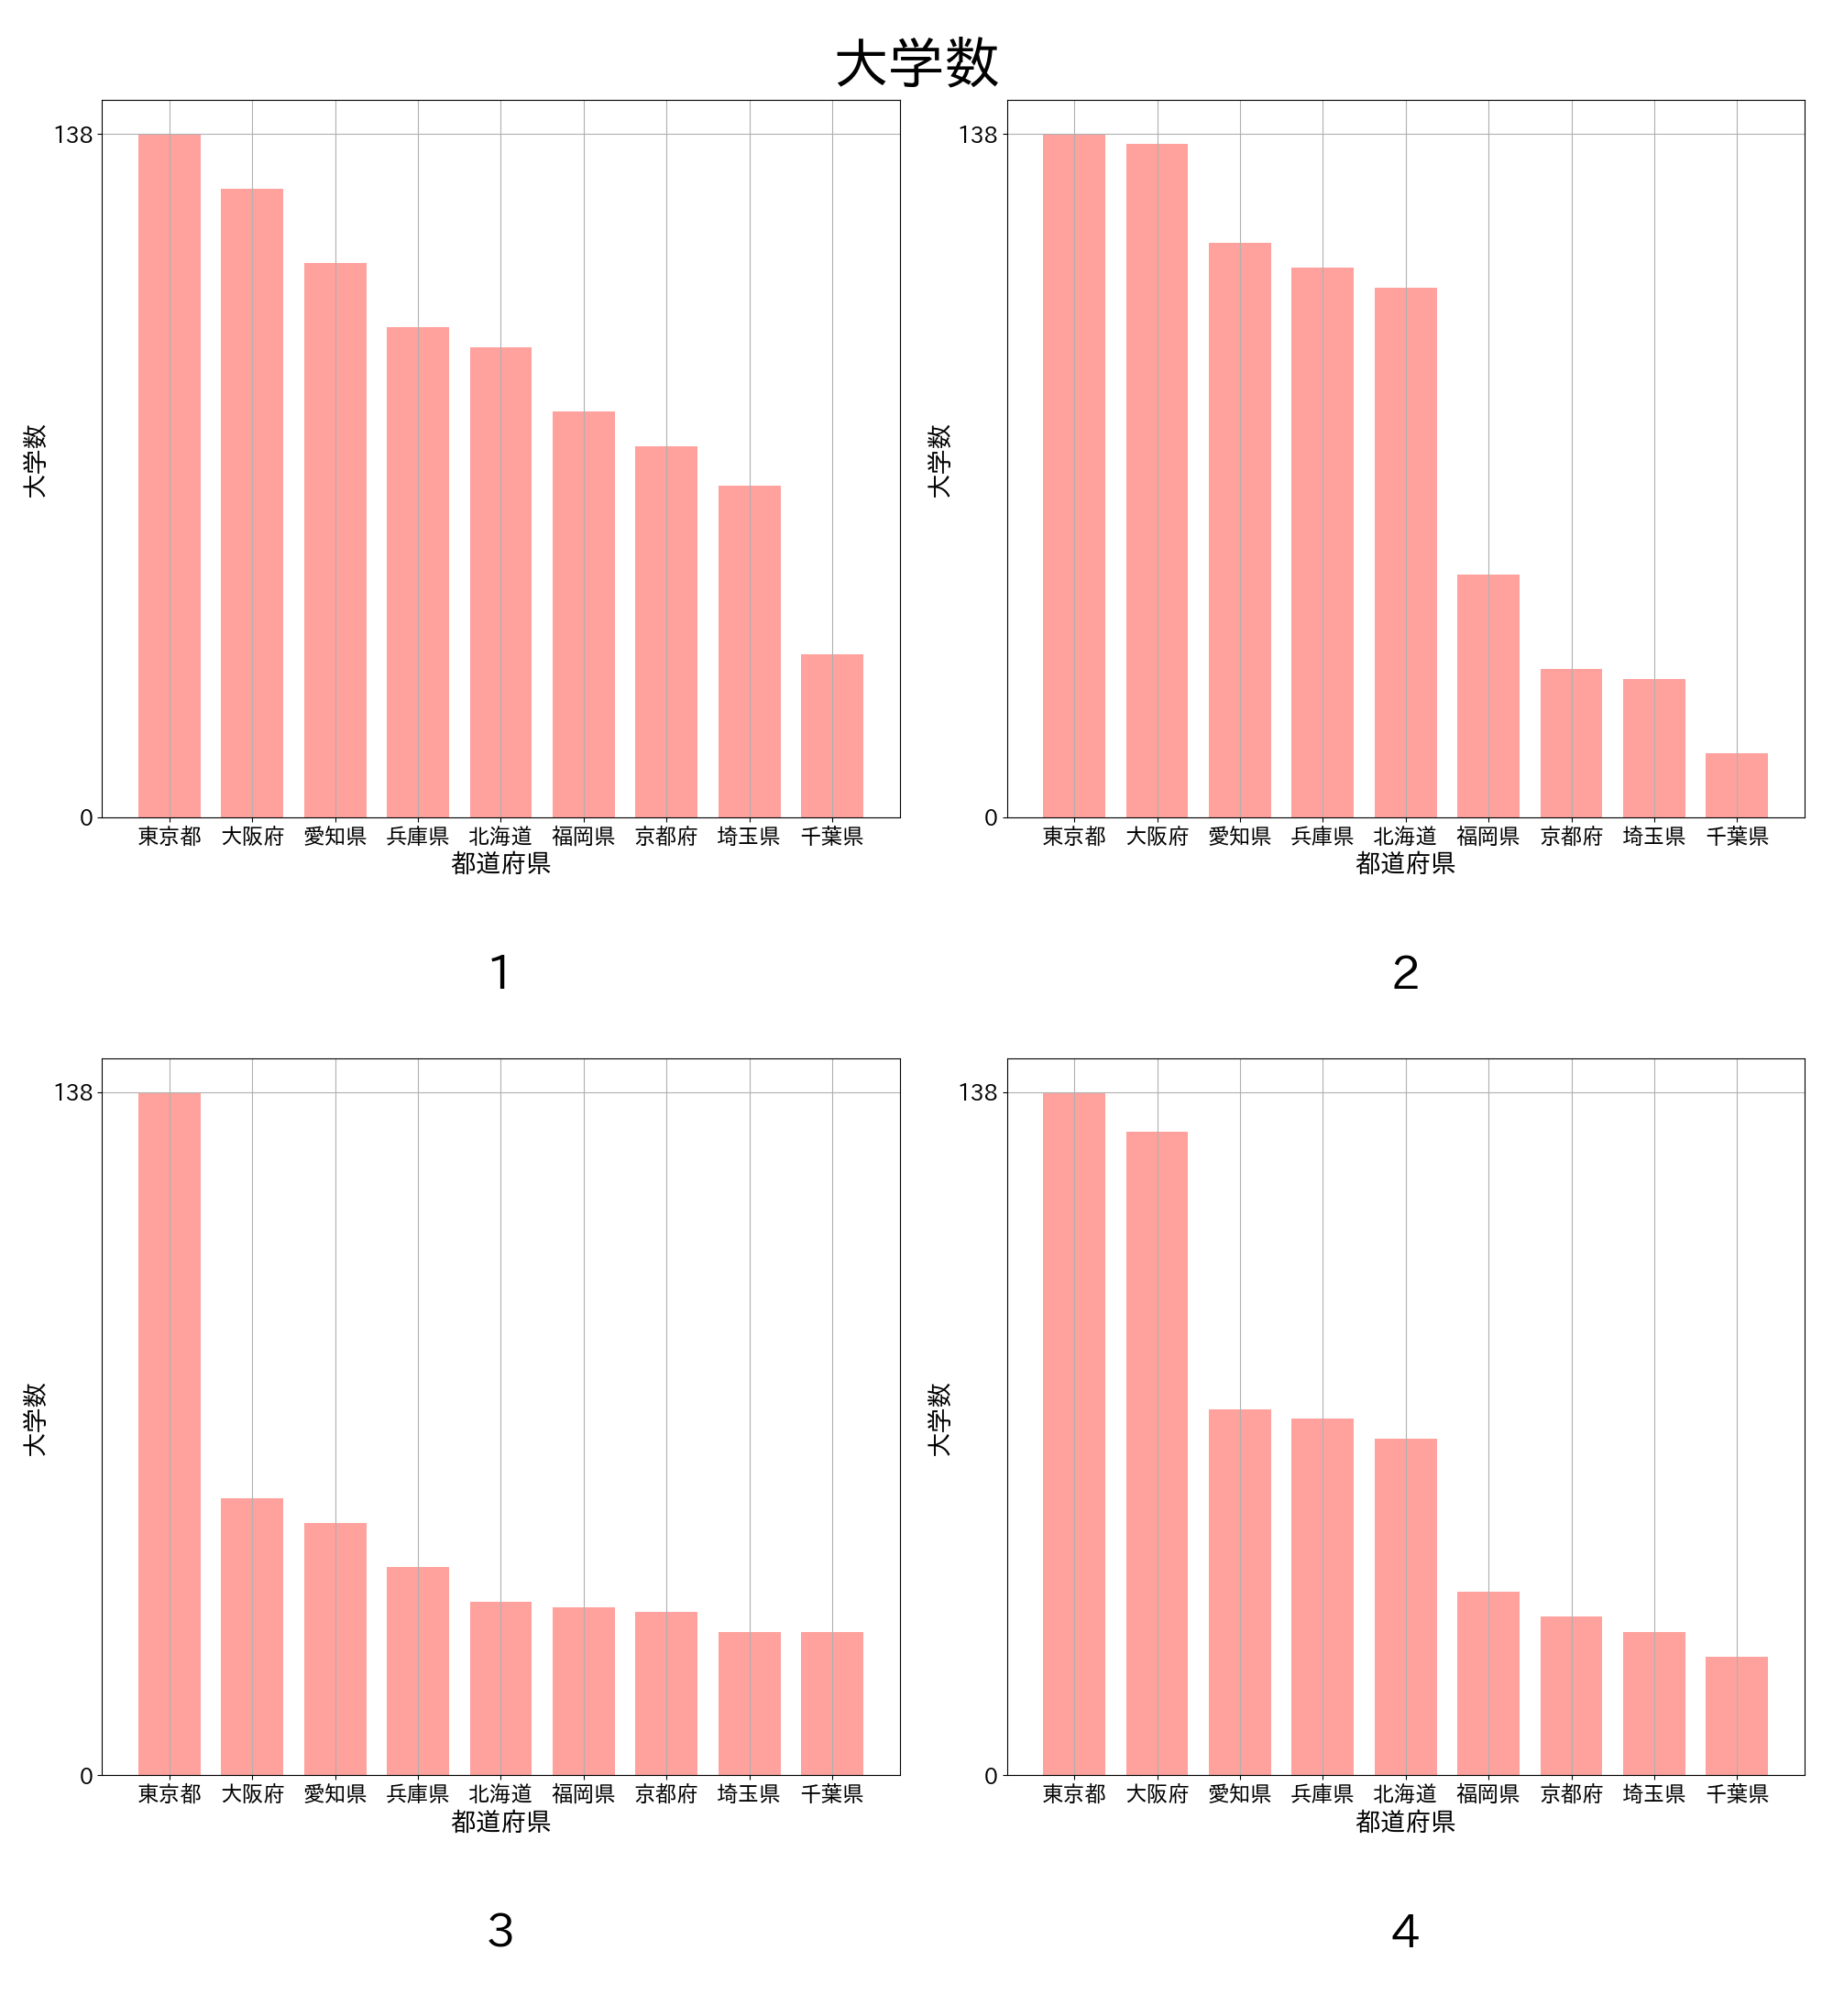 大学数
138
0
大学数
東京都 大阪府 愛知県 兵庫県 北海道 福岡県 京都府 埼玉県 千葉県
都道府県
1
138
0
大学数
東京都 大阪府 愛知県 兵庫県 北海道 福岡県 京都府 埼玉県 千葉県
都道府県
2
138
0
大学数
東京都 大阪府 愛知県 兵庫県 北海道 福岡県 京都府 埼玉県 千葉県
都道府県
3
138
0
大学数
東京都 大阪府 愛知県 兵庫県 北海道 福岡県 京都府 埼玉県 千葉県
都道府県
4